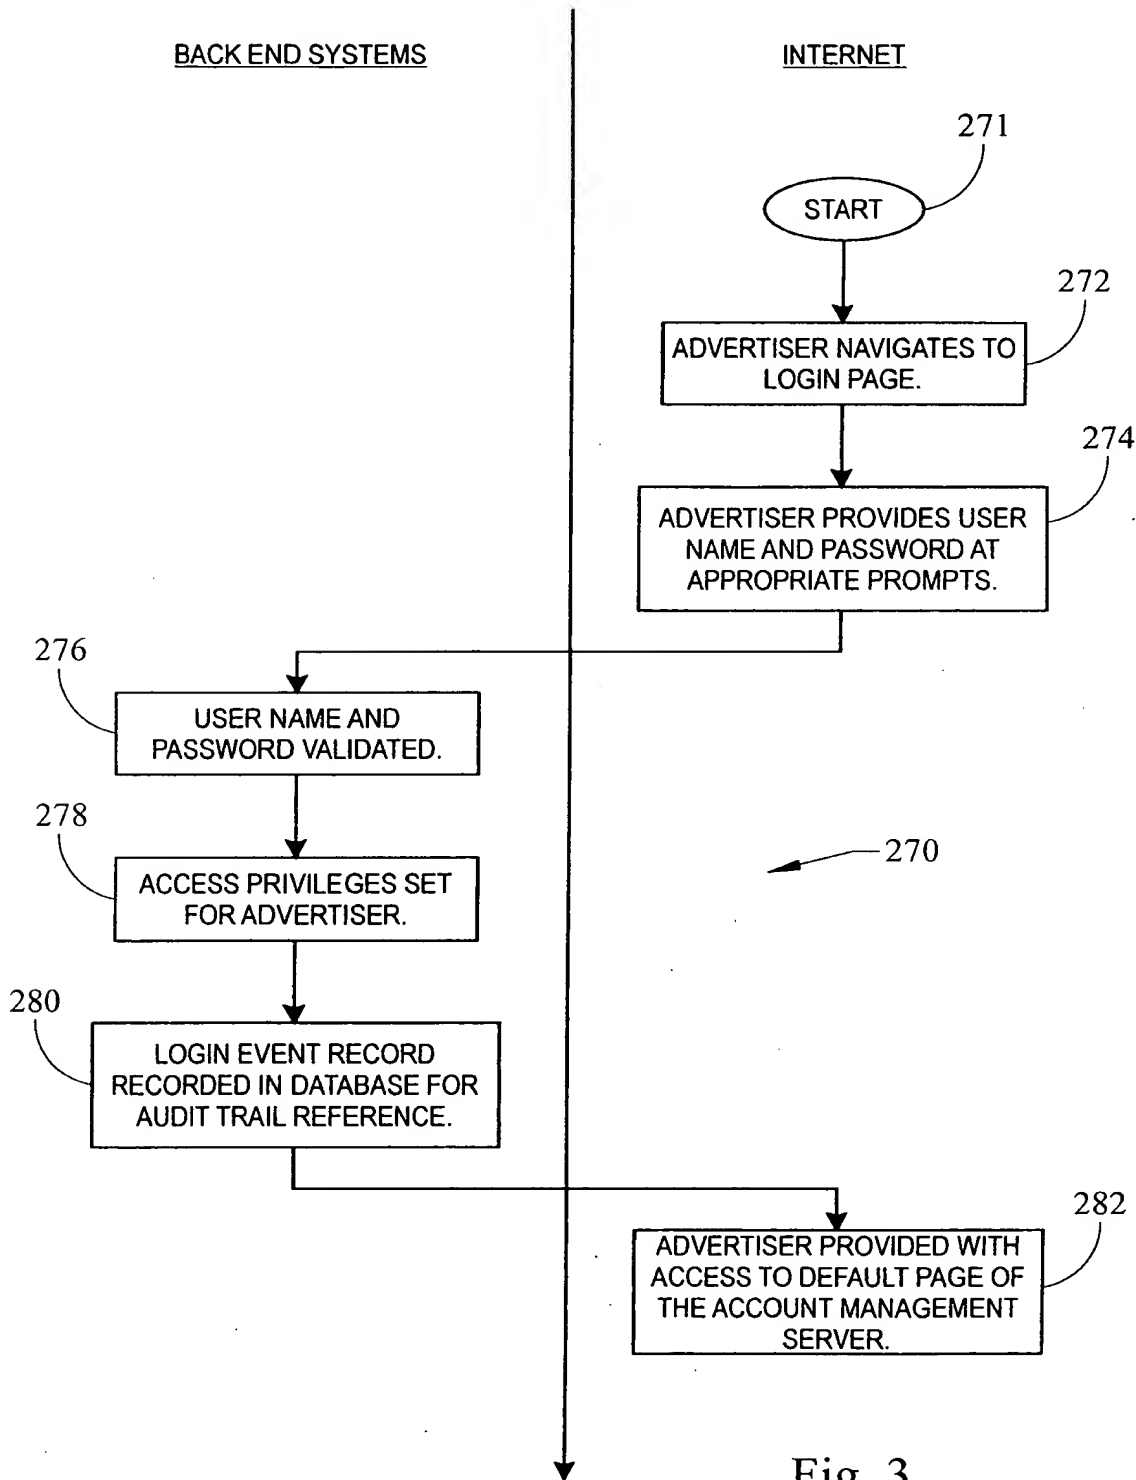 BACK END SYSTEMS
INTERNET
271
START
272
ADVERTISER NAVIGATES TO
LOGIN PAGE.
274
ADVERTISER PROVIDES USER
NAME AND PASSWORD AT
APPROPRIATE PROMPTS.
276
USER NAME AND
PASSWORD VALIDATED.
278
ACCESS PRIVILEGES SET
FOR ADVERTISER.
270
280
LOGIN EVENT RECORD
RECORDED IN DATABASE FOR
AUDIT TRAIL REFERENCE.
282
ADVERTISER PROVIDED WITH
ACCESS TO DEFAULT PAGE OF
THE ACCOUNT MANAGEMENT
SERVER.
Fig. 3